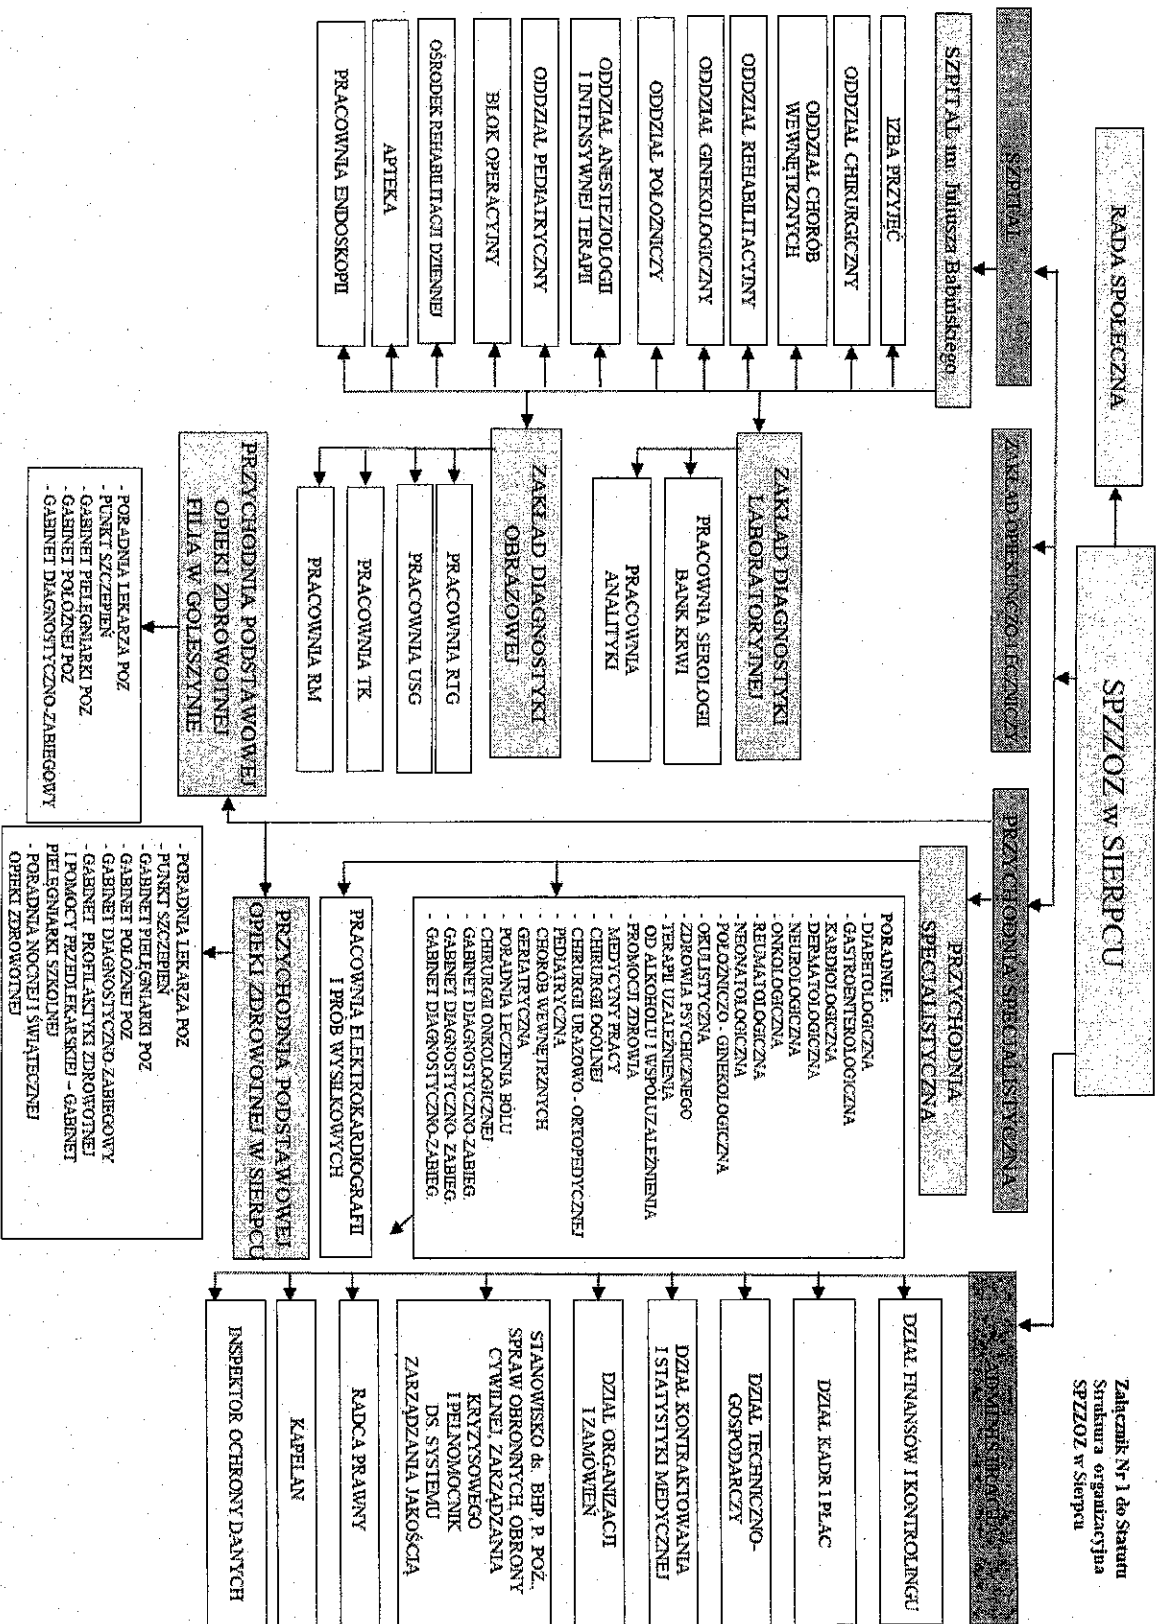 Załącznik Nr 1 do Statutu
Struktura organizacyjna
SPZZOZ w Sierpcu
SPZZOZ w SIERPCU
RADA SPOŁECZNA
SZPITAL
ZAKŁAD OPIEKUŃCZO-LECZNICZY
PRZYCHODNIA SPECJALISTYCZNA
ADMINISTRACJA
SZPITAL im. Juliusza Babińskiego
IZBA PRZYJĘĆ
ODDZIAŁ CHIRURGICZNY
ODDZIAŁ CHORÓB
WEWNĘTRZNYCH
ODDZIAŁ REHABILITACYJNY
ODDZIAŁ GINEKOLOGICZNY
ODDZIAŁ POŁOŻNICZY
ODDZIAŁ ANESTEZJOLOGII
I INTENSYWNEJ TERAPII
ODDZIAŁ PEDIATRYCZNY
BLOK OPERACYJNY
OŚRODEK REHABILITACJI DZIENNEJ
APTEKA
PRACOWNIA ENDOSKOPII
ZAKŁAD DIAGNOSTYKI
LABORATORYJNEJ
PRACOWNIA SEROLOGII
BANK KRWI
PRACOWNIA
ANALITYKI
ZAKŁAD DIAGNOSTYKI
OBRAZOWEJ
PRACOWNIA RTG
PRACOWNIA USG
PRACOWNIA TK
PRACOWNIA RM
PRZYCHODNIA PODSTAWOWEJ
OPIEKI ZDROWOTNEJ
FILIA W GOLESZYNIE
- PORADNIA LEKARZA POZ
- PUNKT SZCZEPIEŃ
- GABINET PIELĘGNIARKI POZ
- GABINET POŁOŻNEJ POZ
- GABINET DIAGNOSTYCZNO-ZABIEGOWY
PRZYCHODNIA
SPECJALISTYCZNA
PORADNIE:
- DIABETOLOGICZNA
- GASTROENTEROLOGICZNA
- KARDIOLOGICZNA
- DERMATOLOGICZNA
- NEUROLOGICZNA
- ONKOLOGICZNA
- REUMATOLOGICZNA
- NEONATOLOGICZNA
- POŁOŻNICZO - GINEKOLOGICZNA
- OKULISTYCZNA
- ZDROWIA PSYCHICZNEGO
- TERAPII UZALEŻNIENIA
OD ALKOHOLU I WSPÓŁUZALEŻNIENIA
- PROMOCJI ZDROWIA
- MEDYCYNY PRACY
- CHIRURGII OGÓLNEJ
- CHIRURGII URAZOWO - ORTOPEDYCZNEJ
- PEDIATRYCZNA
- CHORÓB WEWNĘTRZNYCH
- GERIATRYCZNA
- PORADNIA LECZENIA BÓLU
- CHIRURGII ONKOLOGICZNEJ
- GABINET DIAGNOSTYCZNO-ZABIEG.
- GABINET DIAGNOSTYCZNO- ZABIEG.
- GABINET DIAGNOSTYCZNO-ZABIEG.
PRACOWNIA ELEKTROKARDIOGRAFII
I PRÓB WYSIŁKOWYCH
PRZYCHODNIA PODSTAWOWEJ
OPIEKI ZDROWOTNEJ W SIERPCU
- PORADNIA LEKARZA POZ
- PUNKT SZCZEPIEŃ
- GABINET PIELĘGNIARKI POZ
- GABINET POŁOŻNEJ POZ
- GABINET DIAGNOSTYCZNO-ZABIEGOWY
- GABINET PROFILAKTYKI ZDROWOTNEJ
I POMOCY PRZEDLEKARSKIEJ – GABINET
PIELĘGNIARKI SZKOLNEJ
- PORADNIA NOCNEJ I ŚWIĄTECZNEJ
OPIEKI ZDROWOTNEJ
DZIAŁ FINANSÓW I KONTROLINGU
DZIAŁ KADR I PŁAC
DZIAŁ TECHNICZNO-
GOSPODARCZY
DZIAŁ KONTRAKTOWANIA
I STATYSTYKI MEDYCZNEJ
DZIAŁ ORGANIZACJI
I ZAMÓWIEŃ
STANOWISKO ds. BHP, P. POŻ.,
SPRAW OBRONNYCH, OBRONY
CYWILNEJ, ZARZĄDZANIA
KRYZYSOWEGO
I PEŁNOMOCNIK
DS. SYSTEMU
ZARZĄDZANIA JAKOŚCIĄ
RADCA PRAWNY
KAPELAN
INSPEKTOR OCHRONY DANYCH